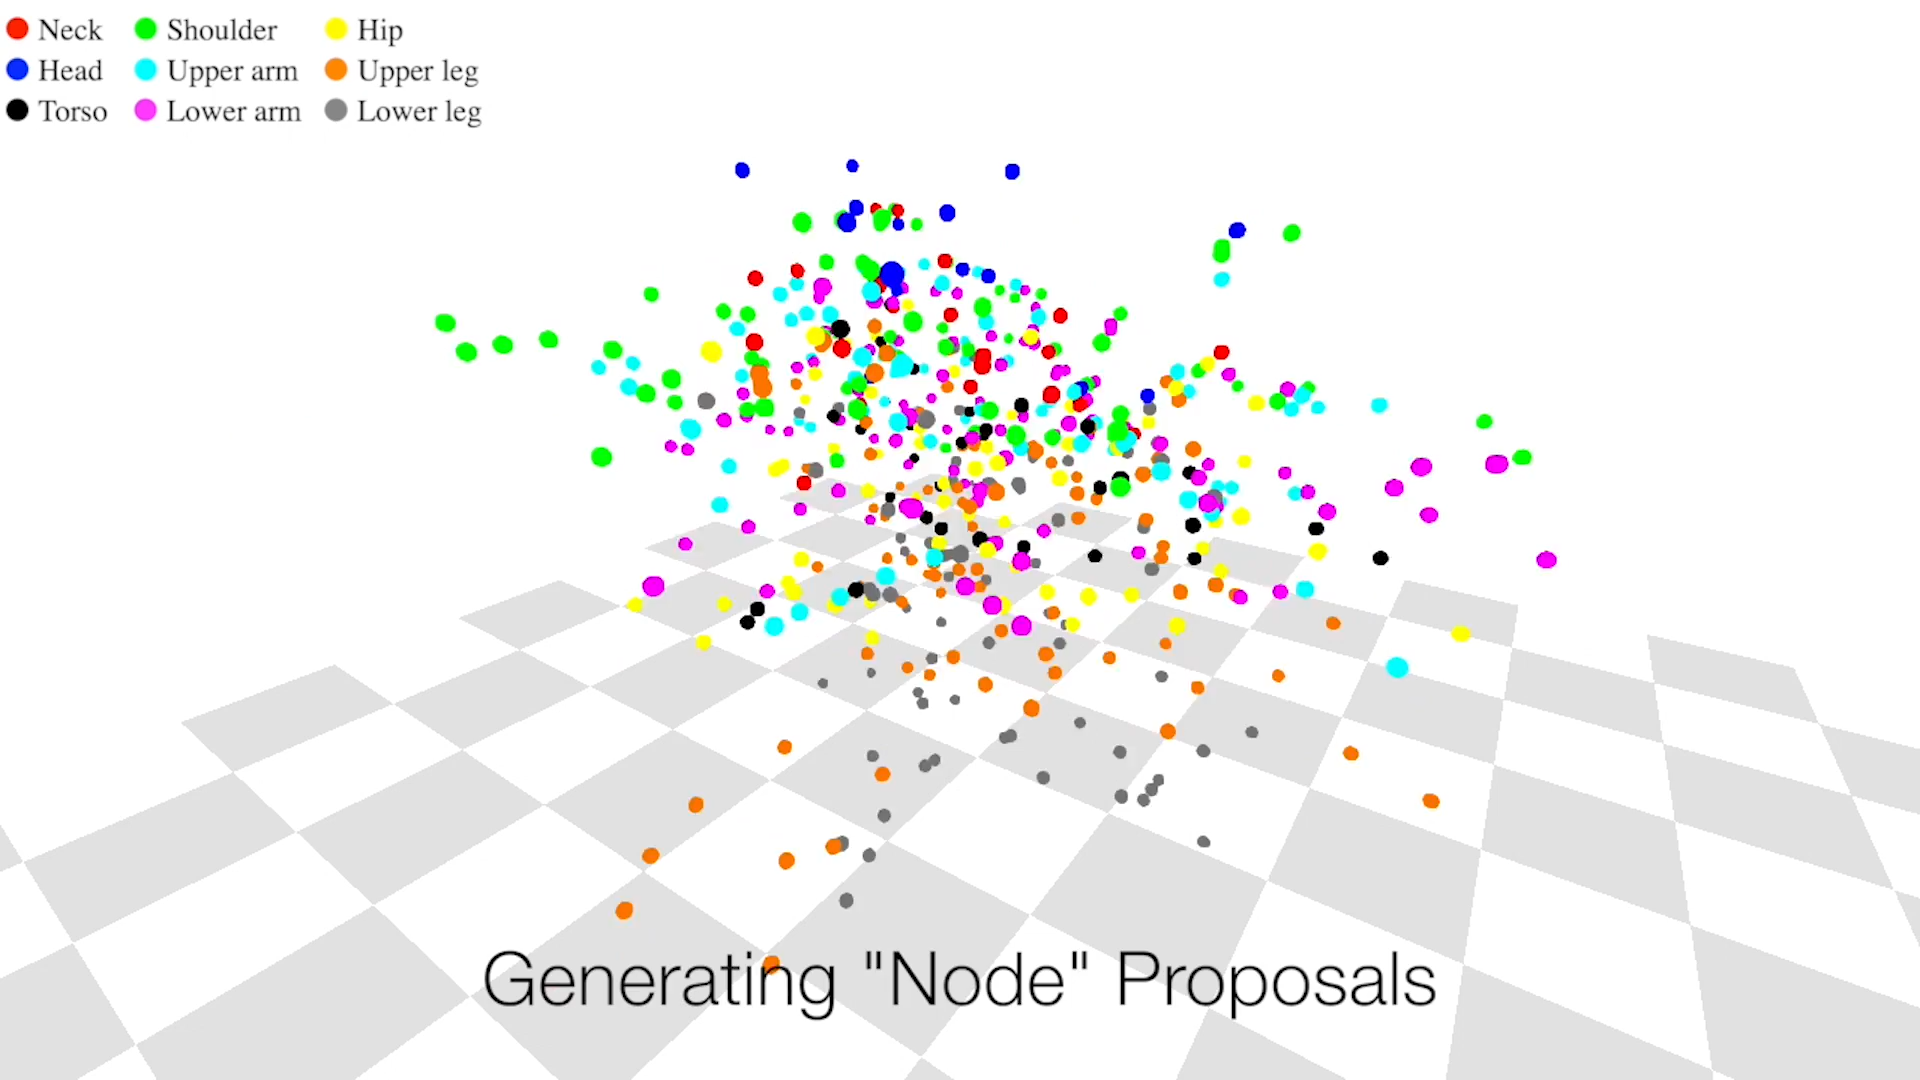 Neck Shoulder Hip
Head Upper arm Upper leg
Torso Lower arm Lower leg
Generating "Node" Proposals